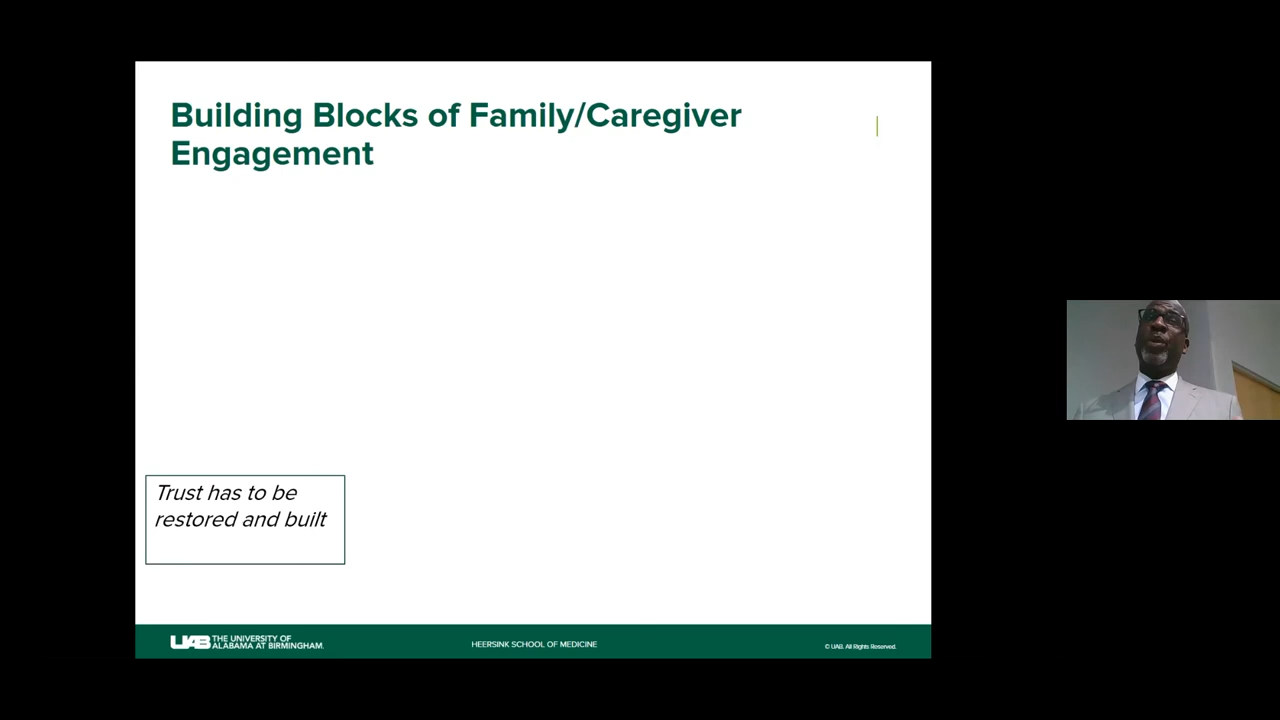 Building Blocks of Family/Caregiver
Engagement
Trust has to be
restored and built
UAB THE UNIVERSITY OF
ALABAMA AT BIRMINGHAM.
HEERSINK SCHOOL OF MEDICINE
© UAB. All Rights Reserved.